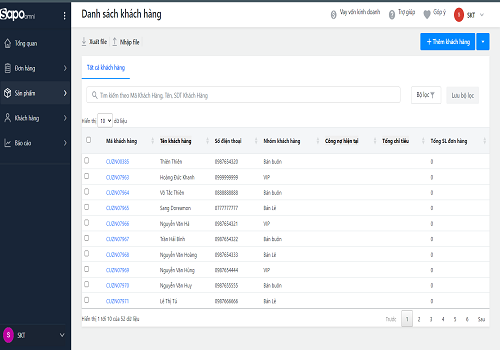 Sapo omni
Danh sách khách hàng
Vay vốn kinh doanh
Trợ giúp
Góp ý
S
SKT
Tổng quan
Đơn hàng
Sản phẩm
Khách hàng
Báo cáo
Xuất file
Nhập file
+ Thêm khách hàng
Tất cả khách hàng
Tìm kiếm theo Mã Khách Hàng, Tên, SĐT Khách Hàng
Bộ lọc
Lưu bộ lọc
Hiển thị 10 dữ liệu
Mã khách hàng Tên khách hàng Số điện thoại Nhóm khách hàng Công nợ hiện tại Tổng chi tiêu Tổng SL đơn hàng
CUZN00385 Thiên Thiên 0987654320 Bán buôn 0
CUZN07963 Hoàng Đức Khanh 0999999999 VIP 0
CUZN07964 Võ Tấc Thiên 0888888888 Bán buôn 0
CUZN07965 Sang Doreamon 0777777777 Bán Lẻ 0
CUZN07966 Nguyễn Văn Hà 0987654321 VIP 0
CUZN07967 Trần Hải Bình 0987654322 Bán buôn 0
CUZN07968 Nguyễn Văn Hoàng 0987654333 Bán Lẻ 0
CUZN07969 Nguyễn Văn Hùng 0987654444 VIP 0
CUZN07970 Nguyễn Văn Huy 0987655555 Bán buôn 0
CUZN07971 Lê Thị Tú 0987666666 Bán Lẻ 0
Hiển thị 1 tới 10 của 52 dữ liệu
Trước 1 2 3 4 5 6 Sau
S
SKT